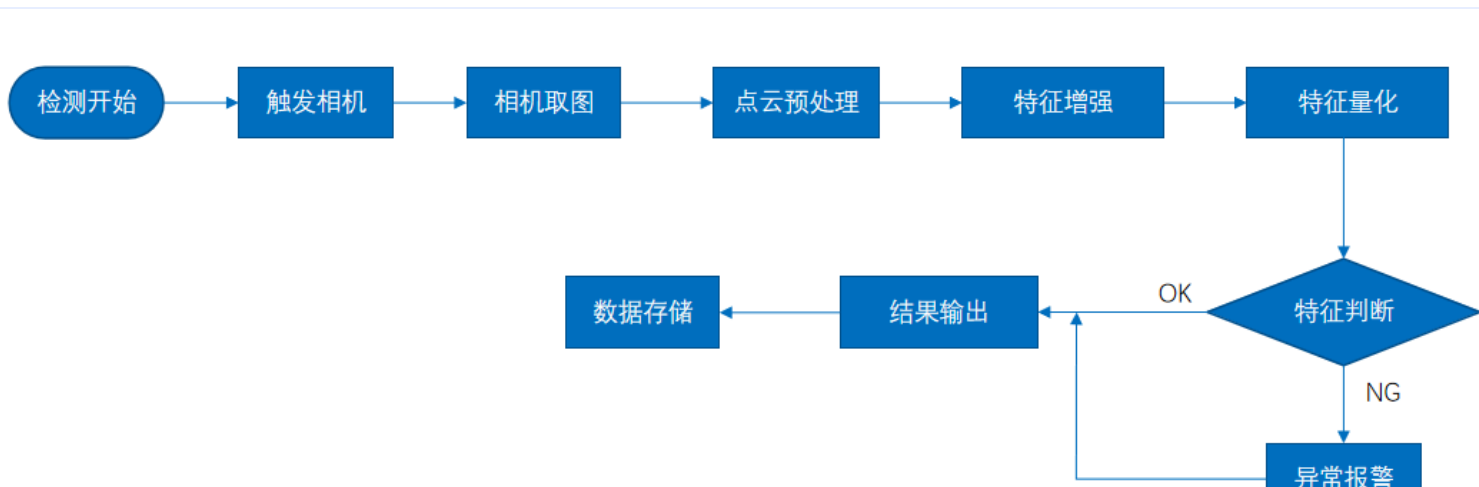 检测开始
触发相机
相机取图
点云预处理
特征增强
特征量化
数据存储
结果输出
OK
特征判断
NG
异常报警